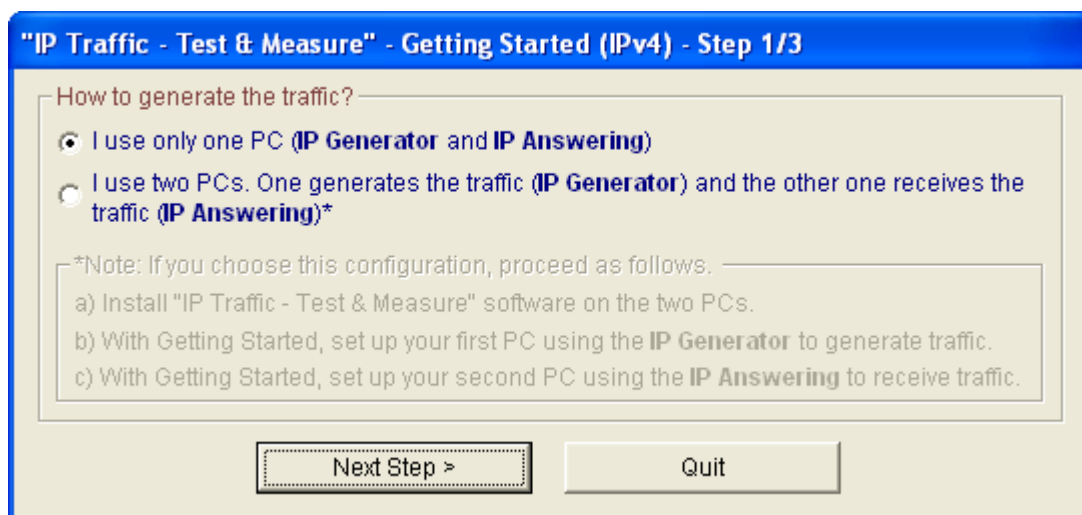 "IP Traffic - Test & Measure" - Getting Started (IPv4) - Step 1/3
How to generate the traffic?
I use only one PC (IP Generator and IP Answering)
I use two PCs. One generates the traffic (IP Generator) and the other one receives the
traffic (IP Answering)*
*Note: If you choose this configuration, proceed as follows.
a) Install "IP Traffic - Test & Measure" software on the two PCs.
b) With Getting Started, set up your first PC using the IP Generator to generate traffic.
c) With Getting Started, set up your second PC using the IP Answering to receive traffic.
Next Step >
Quit